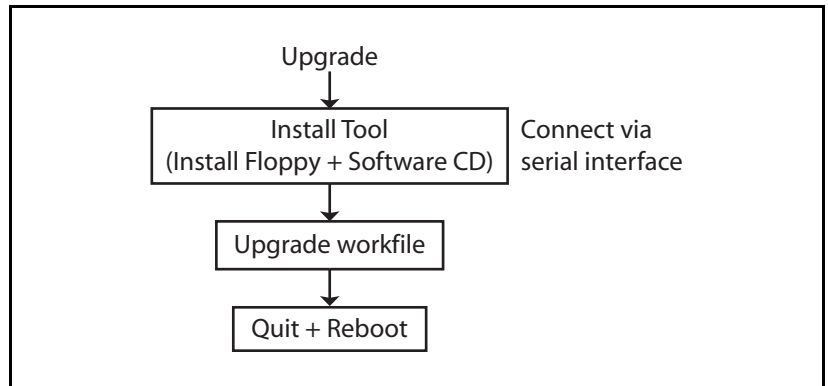 Upgrade
Install Tool
(Install Floppy + Software CD)
Connect via
serial interface
Upgrade workfile
Quit + Reboot